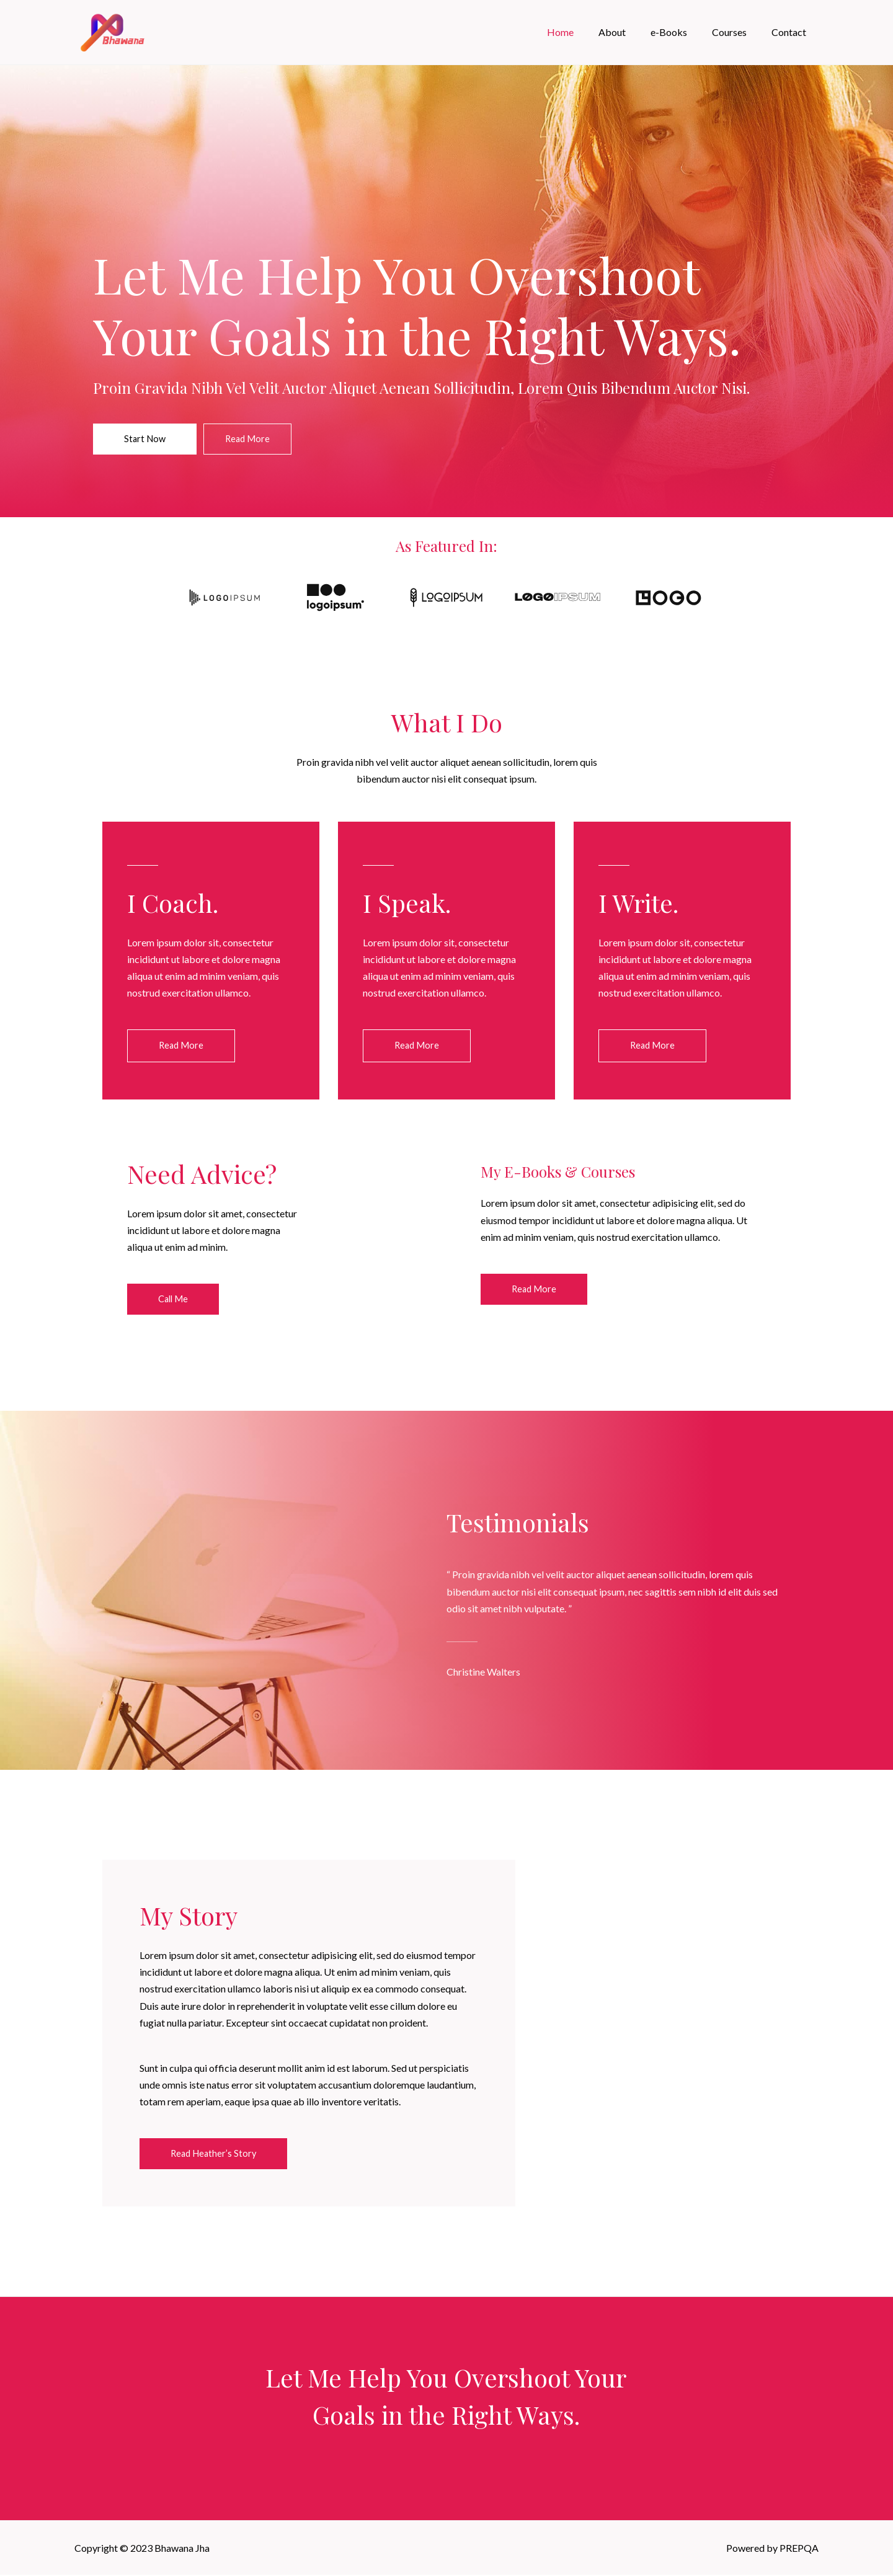 Bhawana
Home
About
e-Books
Courses
Contact
Let Me Help You Overshoot
Your Goals in the Right Ways.
Proin Gravida Nibh Vel Velit Auctor Aliquet Aenean Sollicitudin, Lorem Quis Bibendum Auctor Nisi.
Start Now
Read More
As Featured In:
LOGOIPSUM
logoipsum
LOGOIPSUM
LOGOIPSUM
LOGO
What I Do
Proin gravida nibh vel velit auctor aliquet aenean sollicitudin, lorem quis
bibendum auctor nisi elit consequat ipsum.
I Coach.
Lorem ipsum dolor sit, consectetur
incididunt ut labore et dolore magna
aliqua ut enim ad minim veniam, quis
nostrud exercitation ullamco.
Read More
I Speak.
Lorem ipsum dolor sit, consectetur
incididunt ut labore et dolore magna
aliqua ut enim ad minim veniam, quis
nostrud exercitation ullamco.
Read More
I Write.
Lorem ipsum dolor sit, consectetur
incididunt ut labore et dolore magna
aliqua ut enim ad minim veniam, quis
nostrud exercitation ullamco.
Read More
Need Advice?
Lorem ipsum dolor sit amet, consectetur
incididunt ut labore et dolore magna
aliqua ut enim ad minim.
Call Me
My E-Books & Courses
Lorem ipsum dolor sit amet, consectetur adipisicing elit, sed do
eiusmod tempor incididunt ut labore et dolore magna aliqua. Ut
enim ad minim veniam, quis nostrud exercitation ullamco.
Read More
Testimonials
" Proin gravida nibh vel velit auctor aliquet aenean sollicitudin, lorem quis
bibendum auctor nisi elit consequat ipsum, nec sagittis sem nibh id elit duis sed
odio sit amet nibh vulputate. "
Christine Walters
My Story
Lorem ipsum dolor sit amet, consectetur adipisicing elit, sed do eiusmod tempor
incididunt ut labore et dolore magna aliqua. Ut enim ad minim veniam, quis
nostrud exercitation ullamco laboris nisi ut aliquip ex ea commodo consequat.
Duis aute irure dolor in reprehenderit in voluptate velit esse cillum dolore eu
fugiat nulla pariatur. Excepteur sint occaecat cupidatat non proident.
Sunt in culpa qui officia deserunt mollit anim id est laborum. Sed ut perspiciatis
unde omnis iste natus error sit voluptatem accusantium doloremque laudantium,
totam rem aperiam, eaque ipsa quae ab illo inventore veritatis.
Read Heather's Story
Let Me Help You Overshoot Your
Goals in the Right Ways.
Copyright © 2023 Bhawana Jha
Powered by PREPQA